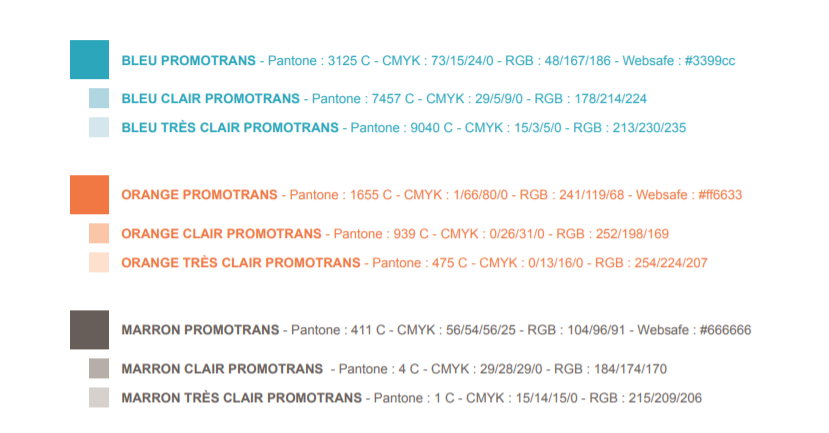 BLEU PROMOTRANS - Pantone : 3125 C - CMYK : 73/15/24/0 - RGB : 48/167/186 - Websafe : #3399cc
BLEU CLAIR PROMOTRANS - Pantone : 7457 C - CMYK : 29/5/9/0 - RGB : 178/214/224
BLEU TRÈS CLAIR PROMOTRANS - Pantone : 9040 C - CMYK : 15/3/5/0 - RGB : 213/230/235
ORANGE PROMOTRANS - Pantone : 1655 C - CMYK : 1/66/80/0 - RGB : 241/119/68 - Websafe : #ff6633
ORANGE CLAIR PROMOTRANS - Pantone : 939 C - CMYK : 0/26/31/0 - RGB : 252/198/169
ORANGE TRÈS CLAIR PROMOTRANS - Pantone : 475 C - CMYK : 0/13/16/0 - RGB : 254/224/207
MARRON PROMOTRANS - Pantone : 411 C - CMYK : 56/54/56/25 - RGB : 104/96/91 - Websafe : #666666
MARRON CLAIR PROMOTRANS - Pantone : 4 C - CMYK : 29/28/29/0 - RGB : 184/174/170
MARRON TRÈS CLAIR PROMOTRANS - Pantone : 1 C - CMYK : 15/14/15/0 - RGB : 215/209/206